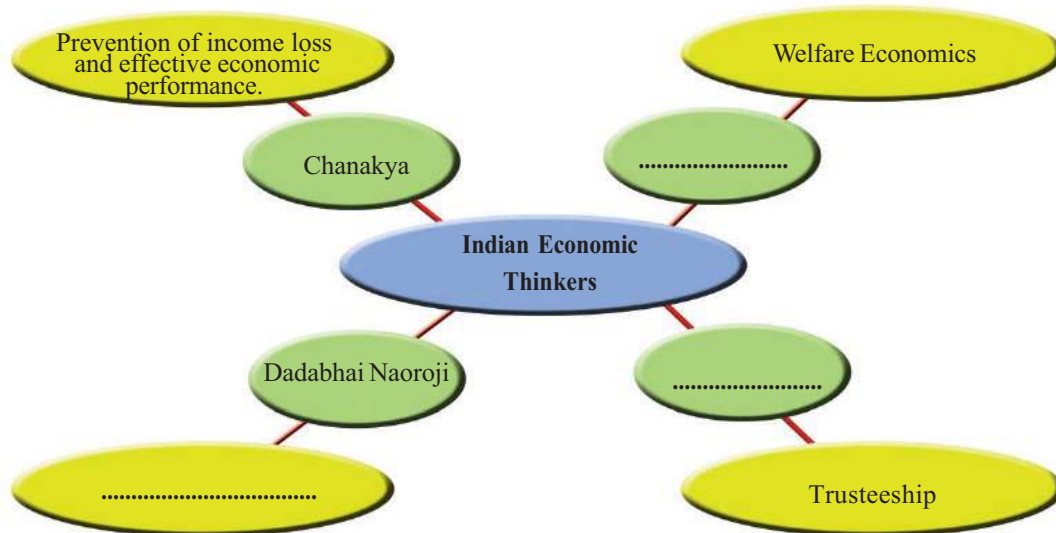 Prevention of income loss
and effective economic
performance.
Welfare Economics
Chanakya
.........................
Indian Economic
Thinkers
Dadabhai Naoroji
.........................
....................................
Trusteeship